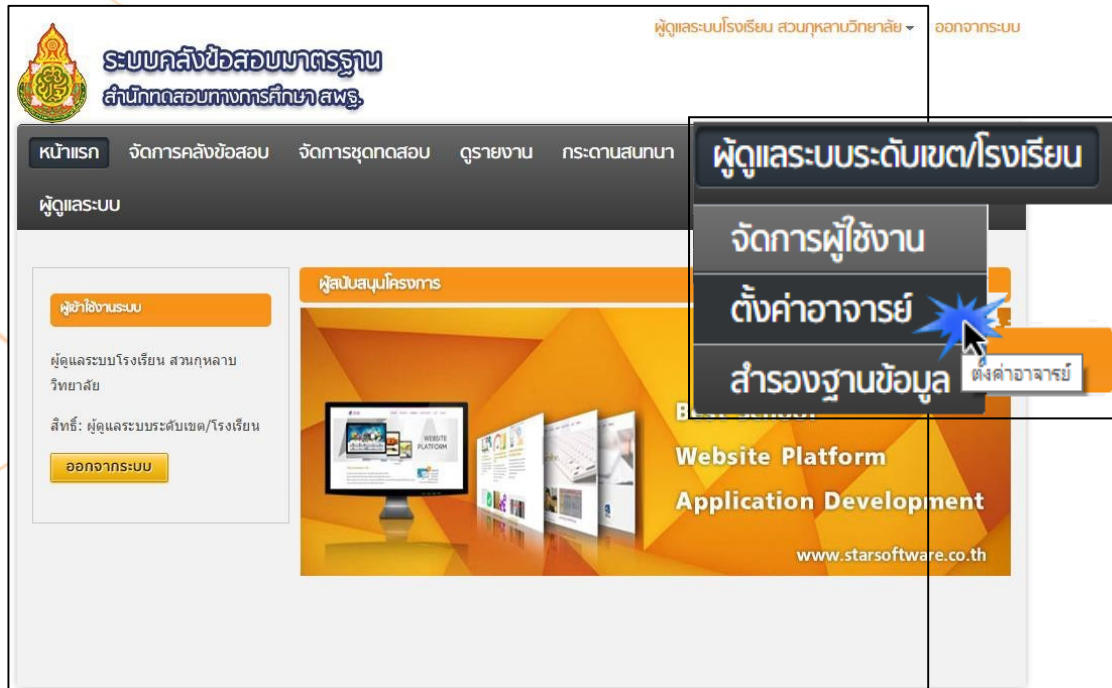 ผู้ดูแลระบบโรงเรียน สวนกุหลาบวิทยาลัย ออกจากระบบ
ระบบคลังข้อสอบมาตรฐาน
สำนักทดสอบทางการศึกษา สพฐ.
หน้าแรก จัดการคลังข้อสอบ จัดการชุดทดสอบ ดูรายงาน กระดานสนทนา
ผู้ดูแลระบบ
ผู้ดูแลระบบระดับเขต/โรงเรียน
จัดการผู้ใช้งาน
ตั้งค่าอาจารย์
สำรองฐานข้อมูล
ตั้งค่าอาจารย์
ผู้เข้าใช้งานระบบ
ผู้ดูแลระบบโรงเรียน สวนกุหลาบ
วิทยาลัย
สิทธิ์: ผู้ดูแลระบบระดับเขต/โรงเรียน
ออกจากระบบ
ผู้สนับสนุนโครงการ
WEBSITE
PLATFORM
Website Platform
Application Development
www.starsoftware.co.th